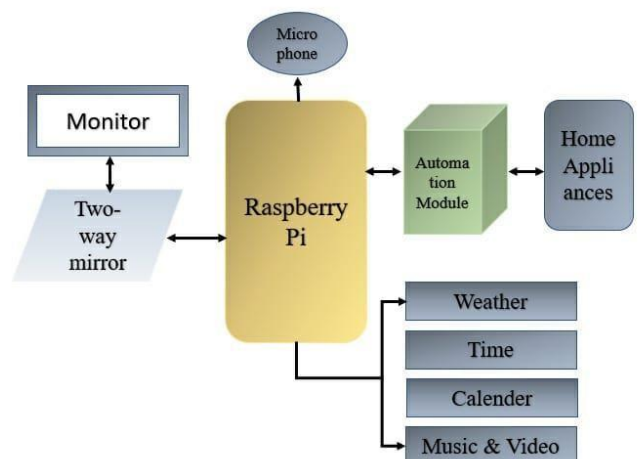 Micro
phone
Monitor
Two-
way
mirror
Raspberry
Pi
Automa
tion
Module
Home
Appli
ances
Weather
Time
Calender
Music & Video